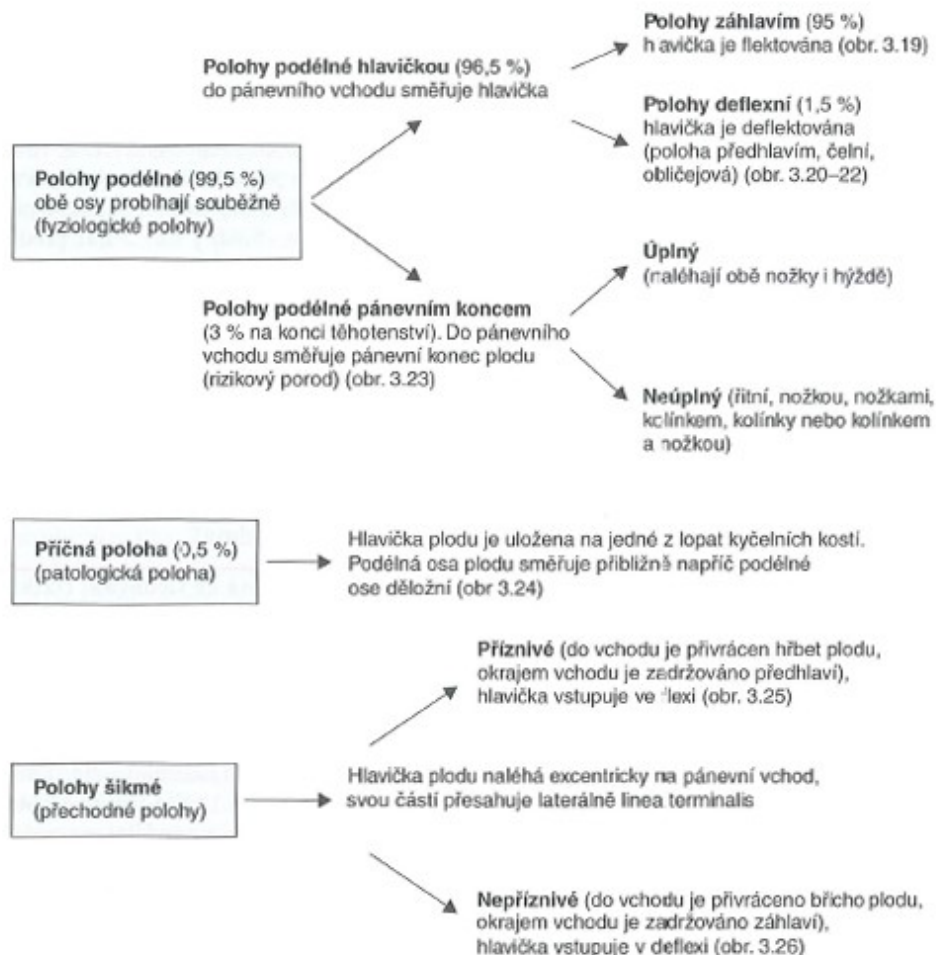 Polohy podélné (99,5 %)
obě osy probíhají souběžně
(fyziologické polohy)
Polohy podélné hlavičkou (96,5 %)
do pánevního vchodu směřuje hlavička
Polohy záhlavím (95 %)
h avička je flektována (obr. 3.19)
Polohy deflexní (1,5 %)
hlavička je deflektována
(poloha předhlavím, čelní,
obličejová) (obr. 3.20–22)
Polohy podélné pánevním koncem
(3 % na konci těhotenství). Do pánevního
vchodu směřuje pánevní konec plodu
(rizikový porod) (obr. 3.23)
Úplný
(naléhají obě nožky i hýždě)
Neúplný (řitní, nožkou, nožkami,
kolínkem, kolínky nebo kolínkem
a nožkou)
Příčná poloha (0,5 %)
(patologická poloha)
Hlavička plodu je uložena na jedné z lopat kyčelních kostí.
Podélná osa plodu směřuje přibližně napříč podélné
ose děložní (obr 3.24)
Polohy šikmé
(přechodné polohy)
Příznivé (do vchodu je přivrácen hřbet plodu,
okrajem vchodu je zadržováno předhlaví),
hlavička vstupuje ve flexi (obr. 3.25)
Hlavička plodu naléhá excentricky na pánevní vchod,
svou částí přesahuje laterálně linea terminalis
Nepříznivé (do vchodu je přivráceno břicho plodu,
okrajem vchodu je zadržováno záhlaví),
hlavička vstupuje v deflexi (obr. 3.26)